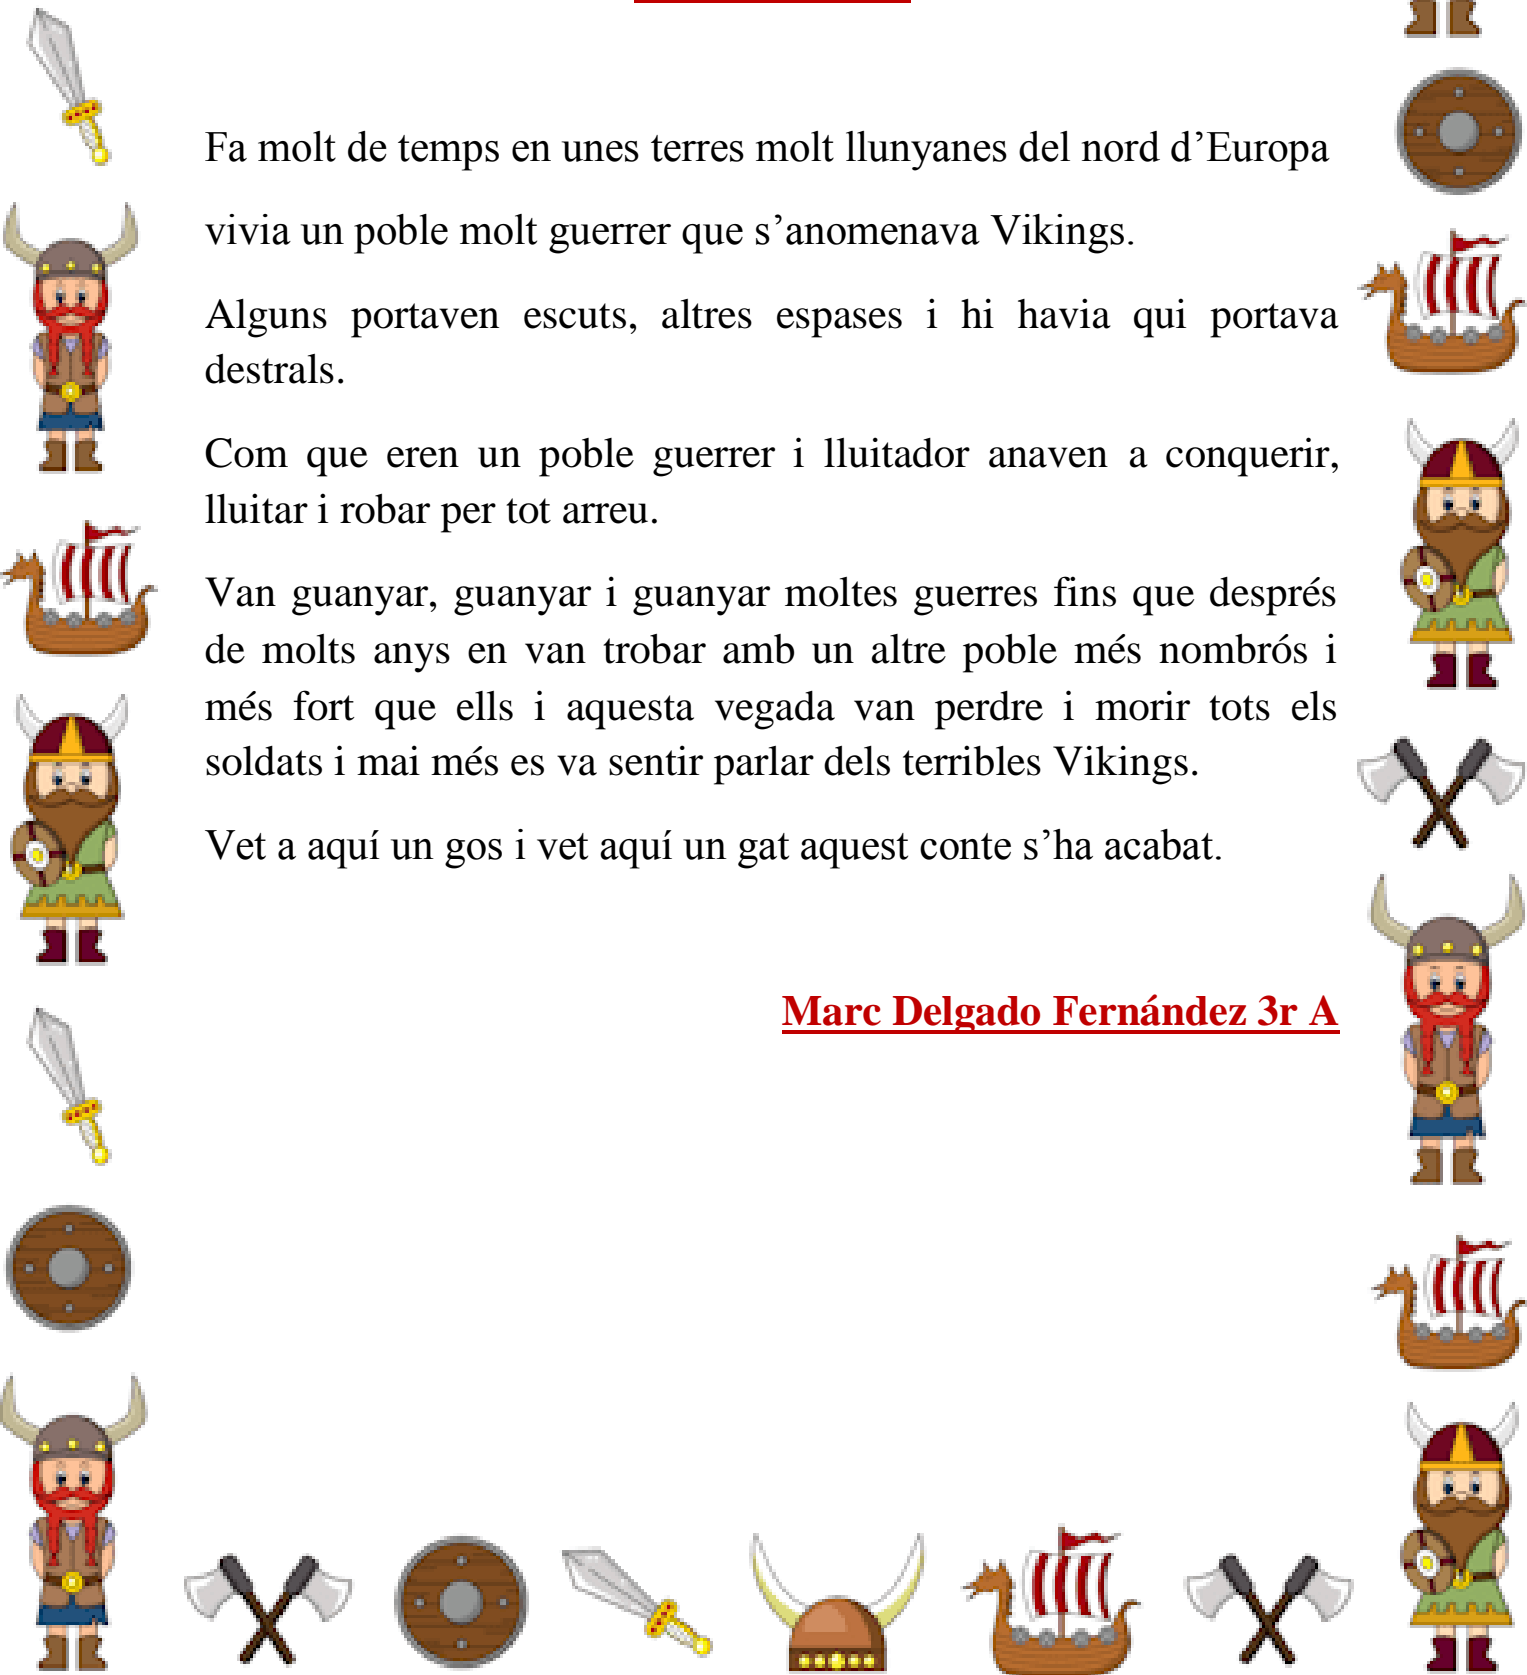 Fa molt de temps en unes terres molt llunyanes del nord d’Europa
vivia un poble molt guerrer que s’anomenava Vikings.
Alguns portaven escuts, altres espases i hi havia qui portava
destrals.
Com que eren un poble guerrer i lluitador anaven a conquerir,
lluitar i robar per tot arreu.
Van guanyar, guanyar i guanyar moltes guerres fins que després
de molts anys en van trobar amb un altre poble més nombrós i
més fort que ells i aquesta vegada van perdre i morir tots els
soldats i mai més es va sentir parlar dels terribles Vikings.
Vet a aquí un gos i vet aquí un gat aquest conte s’ha acabat.
Marc Delgado Fernández 3r A